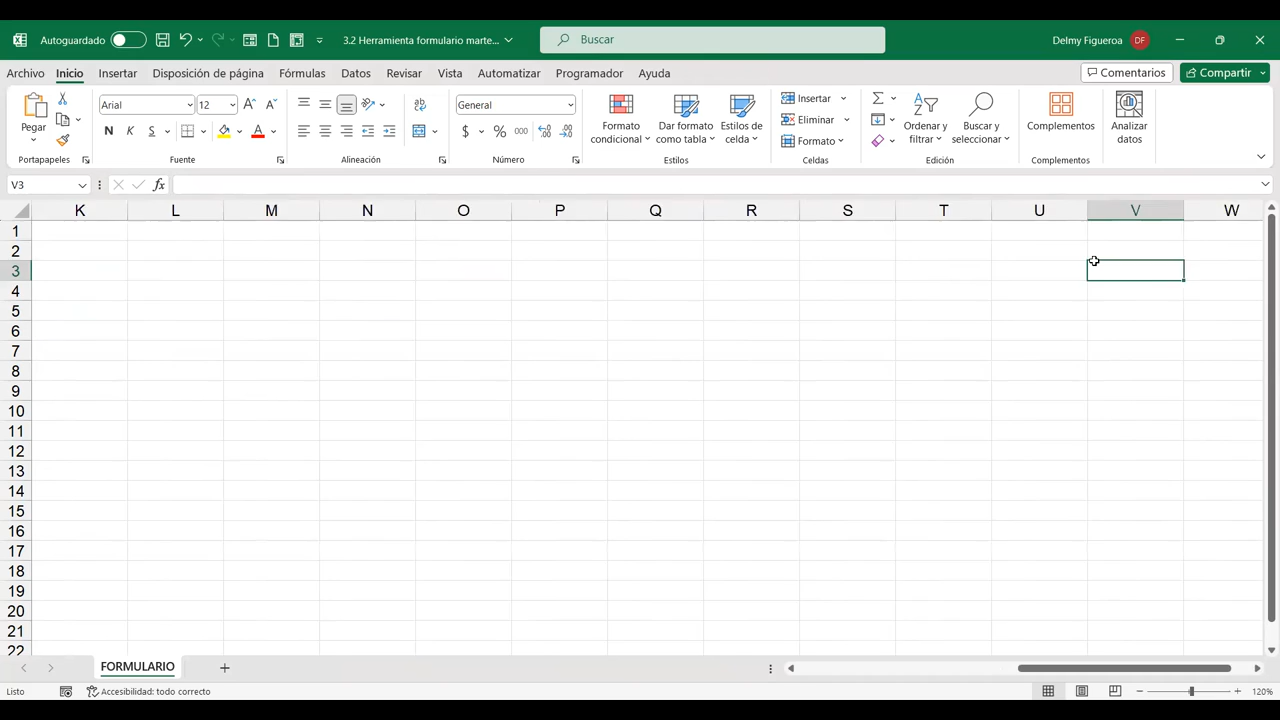 Autoguardado
3.2 Herramienta formulario marte...
Buscar
Delmy Figueroa
DF
Archivo Inicio Insertar Disposición de página Fórmulas Datos Revisar Vista Automatizar Programador Ayuda
Comentarios
Compartir
Pegar
Portapapeles
Arial
12
N K S
Fuente
Alineación
General
$ % 000
Número
Formato condicional
Dar formato como tabla
Estilos de celda
Estilos
Insertar
Eliminar
Formato
Celdas
Ordenar y filtrar
Buscar y seleccionar
Edición
Complementos
Complementos
Analizar datos
V3
fx
K L M N O P Q R S T U V W
1
2
3
4
5
6
7
8
9
10
11
12
13
14
15
16
17
18
19
20
21
22
FORMULARIO
Listo
Accesibilidad: todo correcto
120%